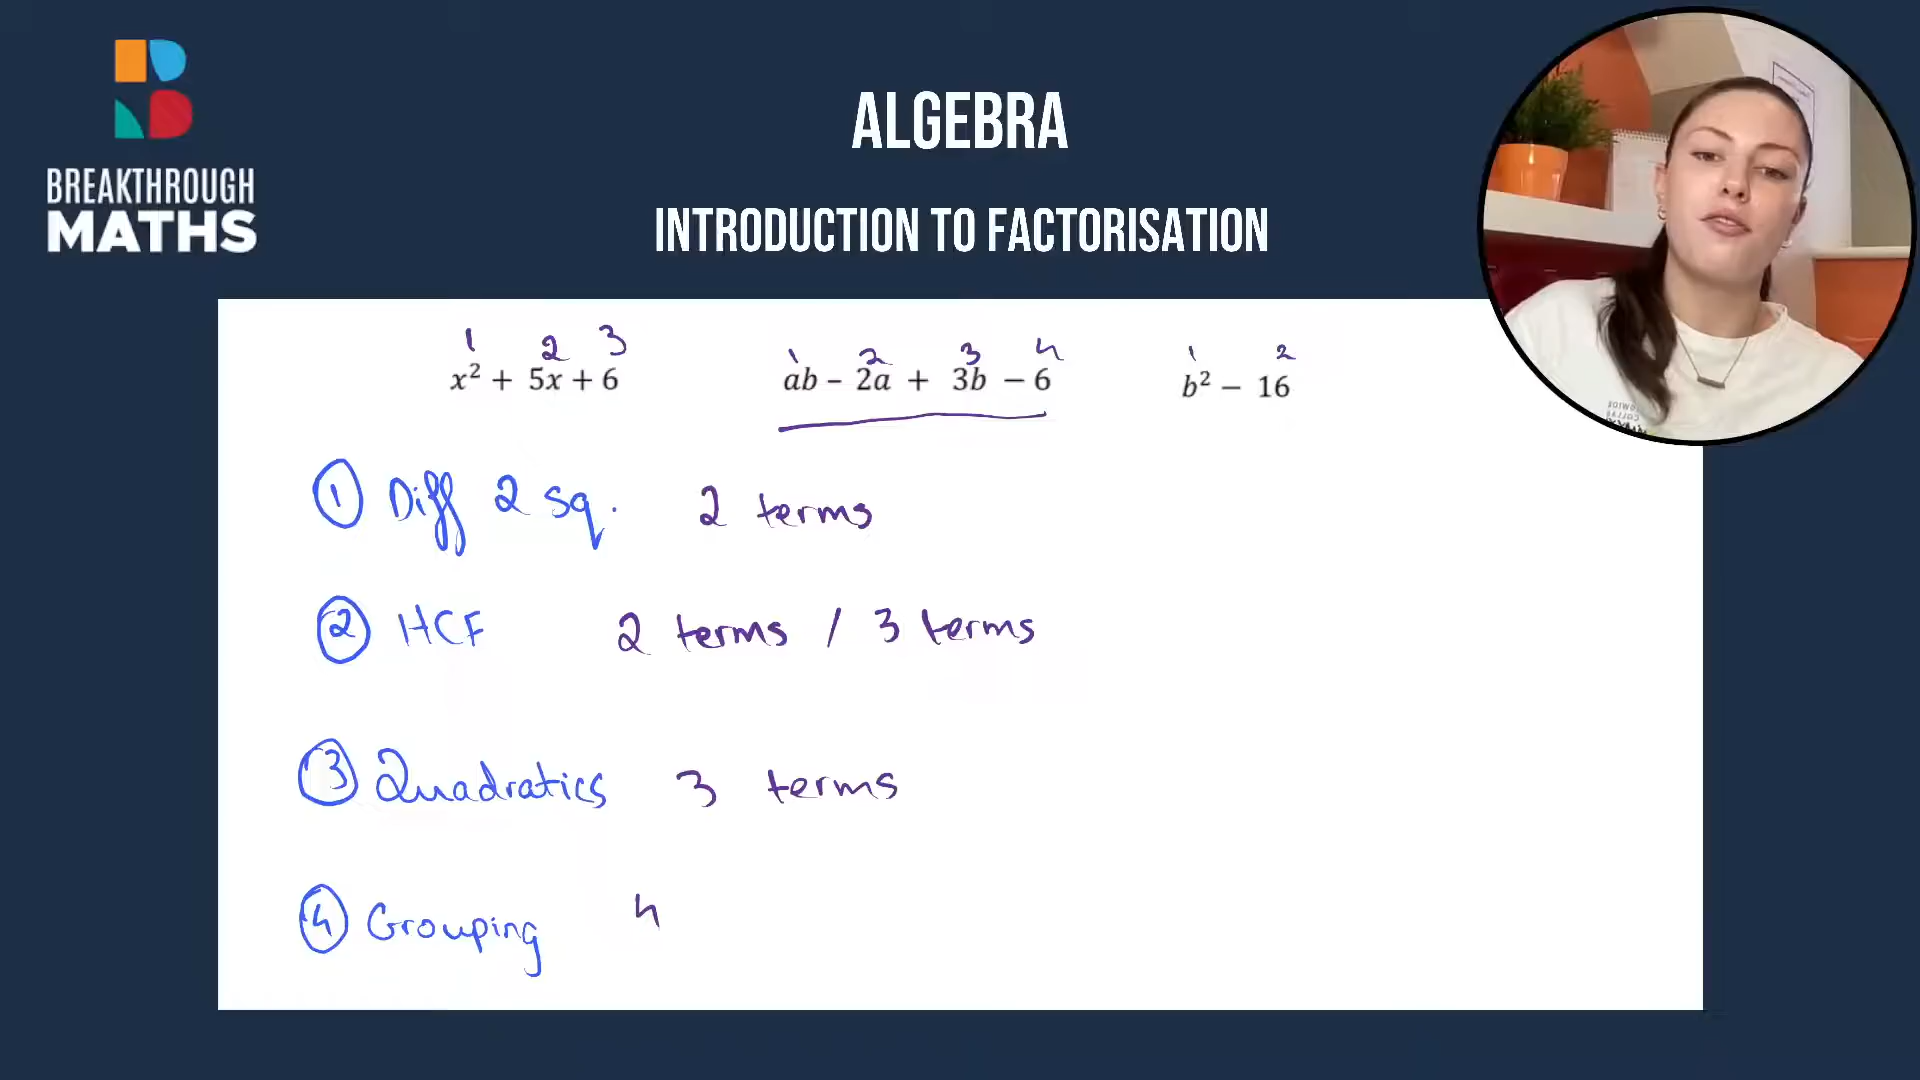 BREAKTHROUGH
MATHS
ALGEBRA
INTRODUCTION TO FACTORISATION
1 2 3
x² + 5x + 6
1 2 3 4
ab – 2a + 3b – 6
1 2
b² – 16
1 Diff 2 sq. 2 terms
2 HCF 2 terms / 3 terms
3 Quadratics 3 terms
4 Grouping 4